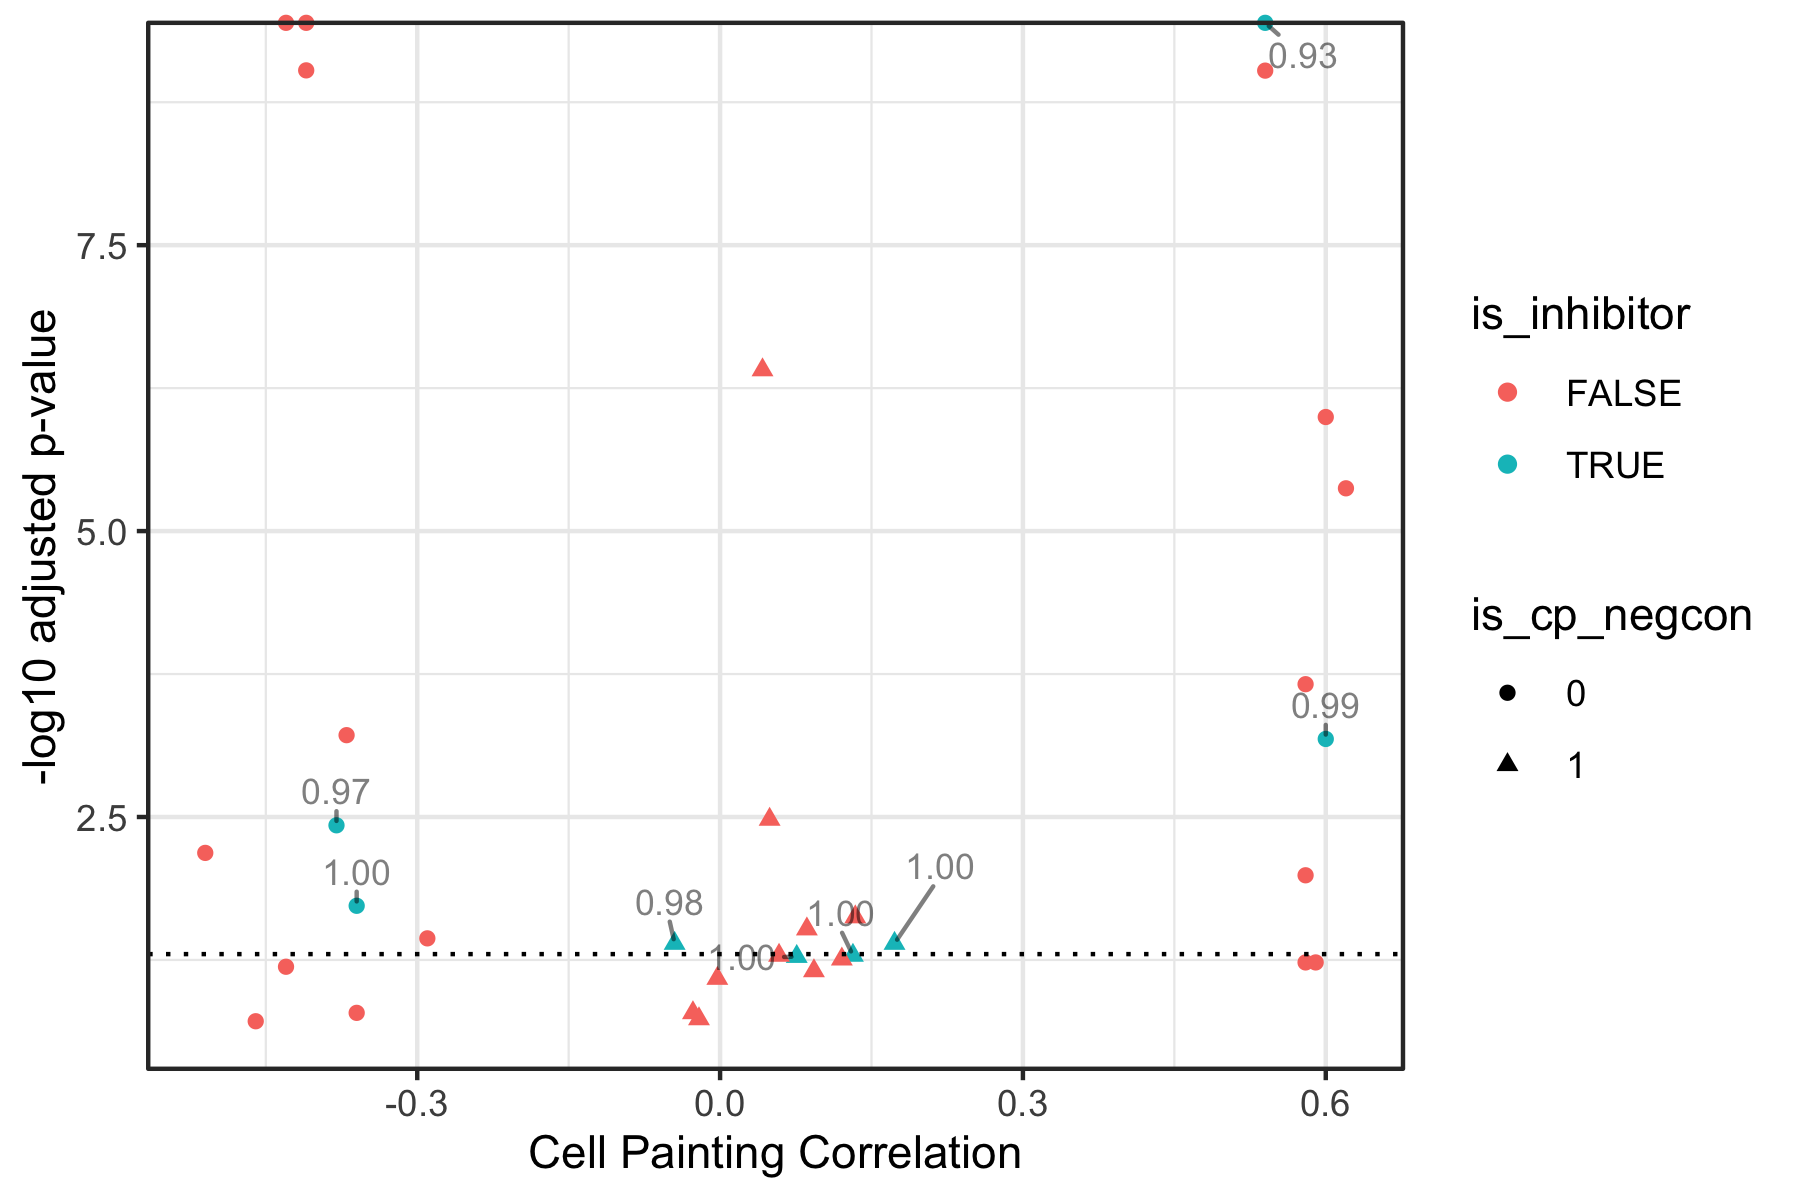 0.93
0.99
0.97
1.00
1.00
0.98
1.00
1.00
7.5
5.0
2.5
-0.3
0.0
0.3
0.6
Cell Painting Correlation
-log10 adjusted p-value
is_inhibitor
FALSE
TRUE
is_cp_negcon
0
1